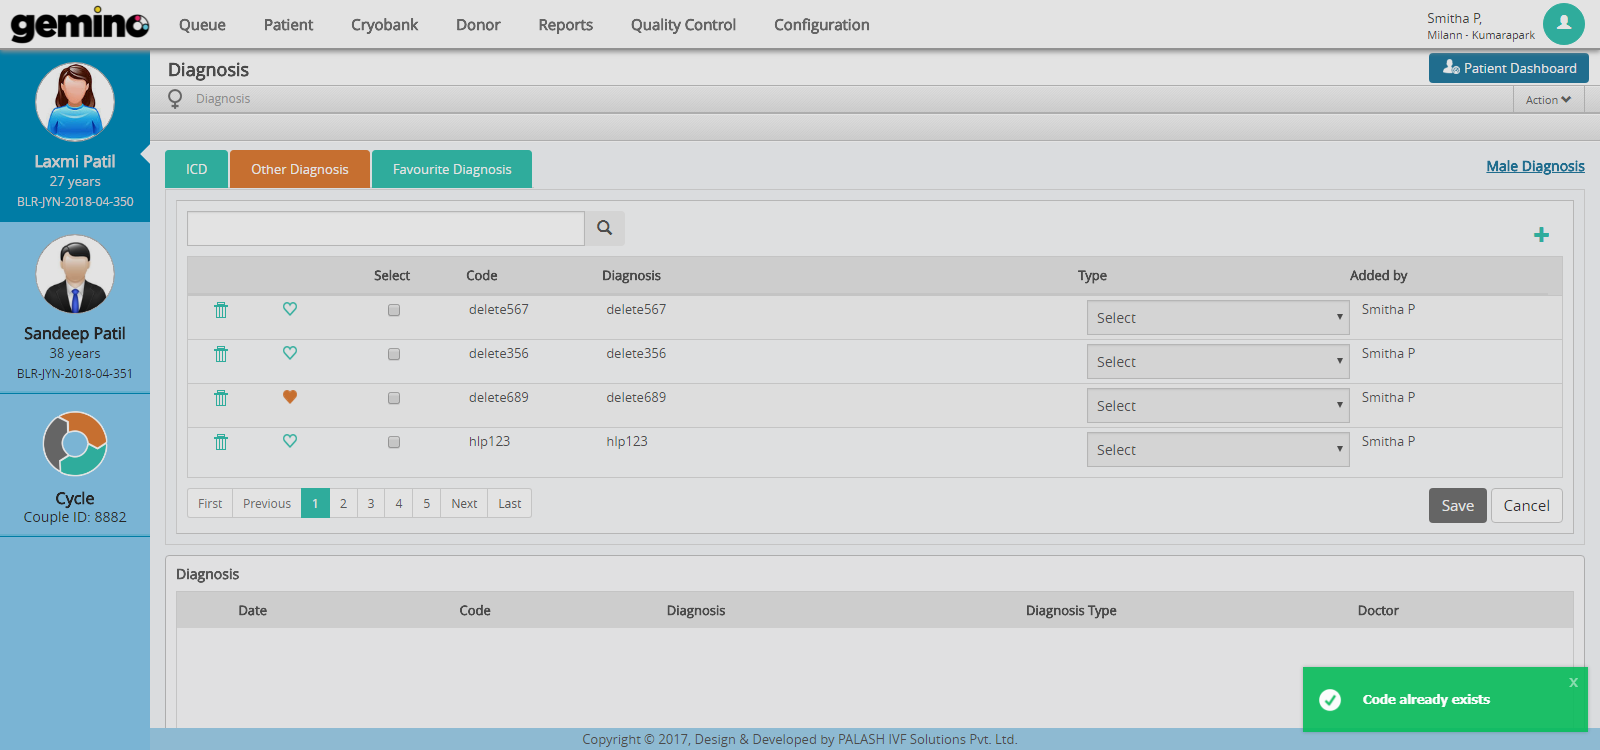 gemino Queue Patient Cryobank Donor Reports Quality Control Configuration Smitha P,
Milann - Kumarapark
Diagnosis Patient Dashboard
Diagnosis Action
Laxmi Patil
27 years
BLR-JYN-2018-04-350
Sandeep Patil
38 years
BLR-JYN-2018-04-351
Cycle
Couple ID: 8882
ICD Other Diagnosis Favourite Diagnosis Male Diagnosis
Select Code Diagnosis Type Added by
delete567 delete567 Select Smitha P
delete356 delete356 Select Smitha P
delete689 delete689 Select Smitha P
hlp123 hlp123 Select Smitha P
First Previous 1 2 3 4 5 Next Last Save Cancel
Diagnosis
Date Code Diagnosis Diagnosis Type Doctor
Code already exists x
Copyright © 2017, Design & Developed by PALASH IVF Solutions Pvt. Ltd.